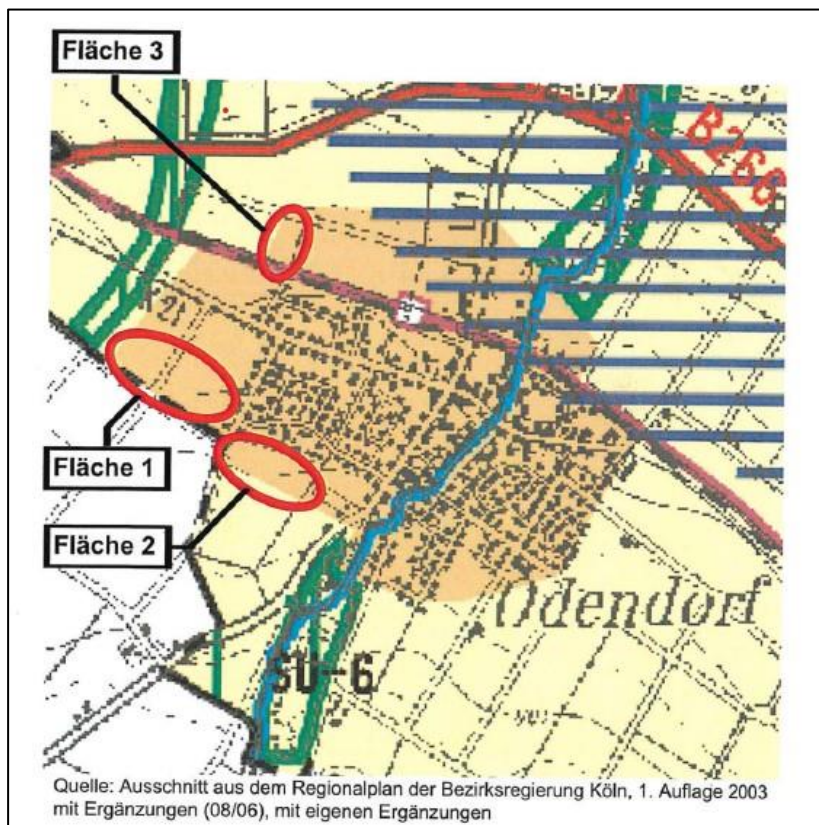 Fläche 3
B266
Fläche 1
Fläche 2
Odendorf
SU-6
Quelle: Ausschnitt aus dem Regionalplan der Bezirksregierung Köln, 1. Auflage 2003
mit Ergänzungen (08/06), mit eigenen Ergänzungen